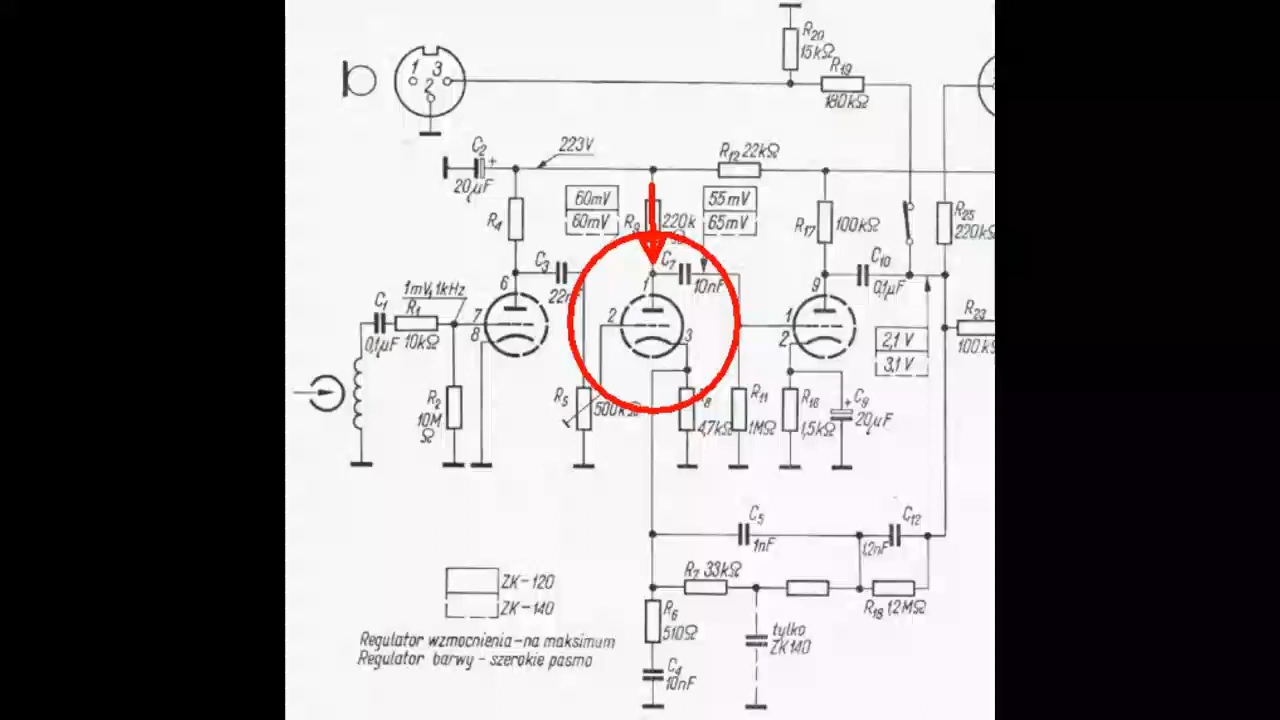 R20
15kΩ
1 3
2
R19
180kΩ
C2
+
20μF
223V
R12 22kΩ
60mV
60mV
R9
220k
Ω
55mV
65mV
R4
R17
100kΩ
R25
220kΩ
C3
22n
6
1
C7
10nF
9
C10
0,1μF
1mV, 1kHz
C1
R1
0,1μF
10kΩ
7
8
2
3
1
2
2,1 V
3,1 V
R23
100kΩ
R2
10M
Ω
R5
500kΩ
R8
4,7kΩ
R11
1MΩ
R16
1,5kΩ
+
C9
20μF
C5
1nF
C12
1,2nF
R7 33kΩ
R18 1,2MΩ
R6
510Ω
C4
10nF
tylko
ZK140
ZK-120
ZK-140
Regulator wzmocnienia-na maksimum
Regulator barwy - szerokie pasmo